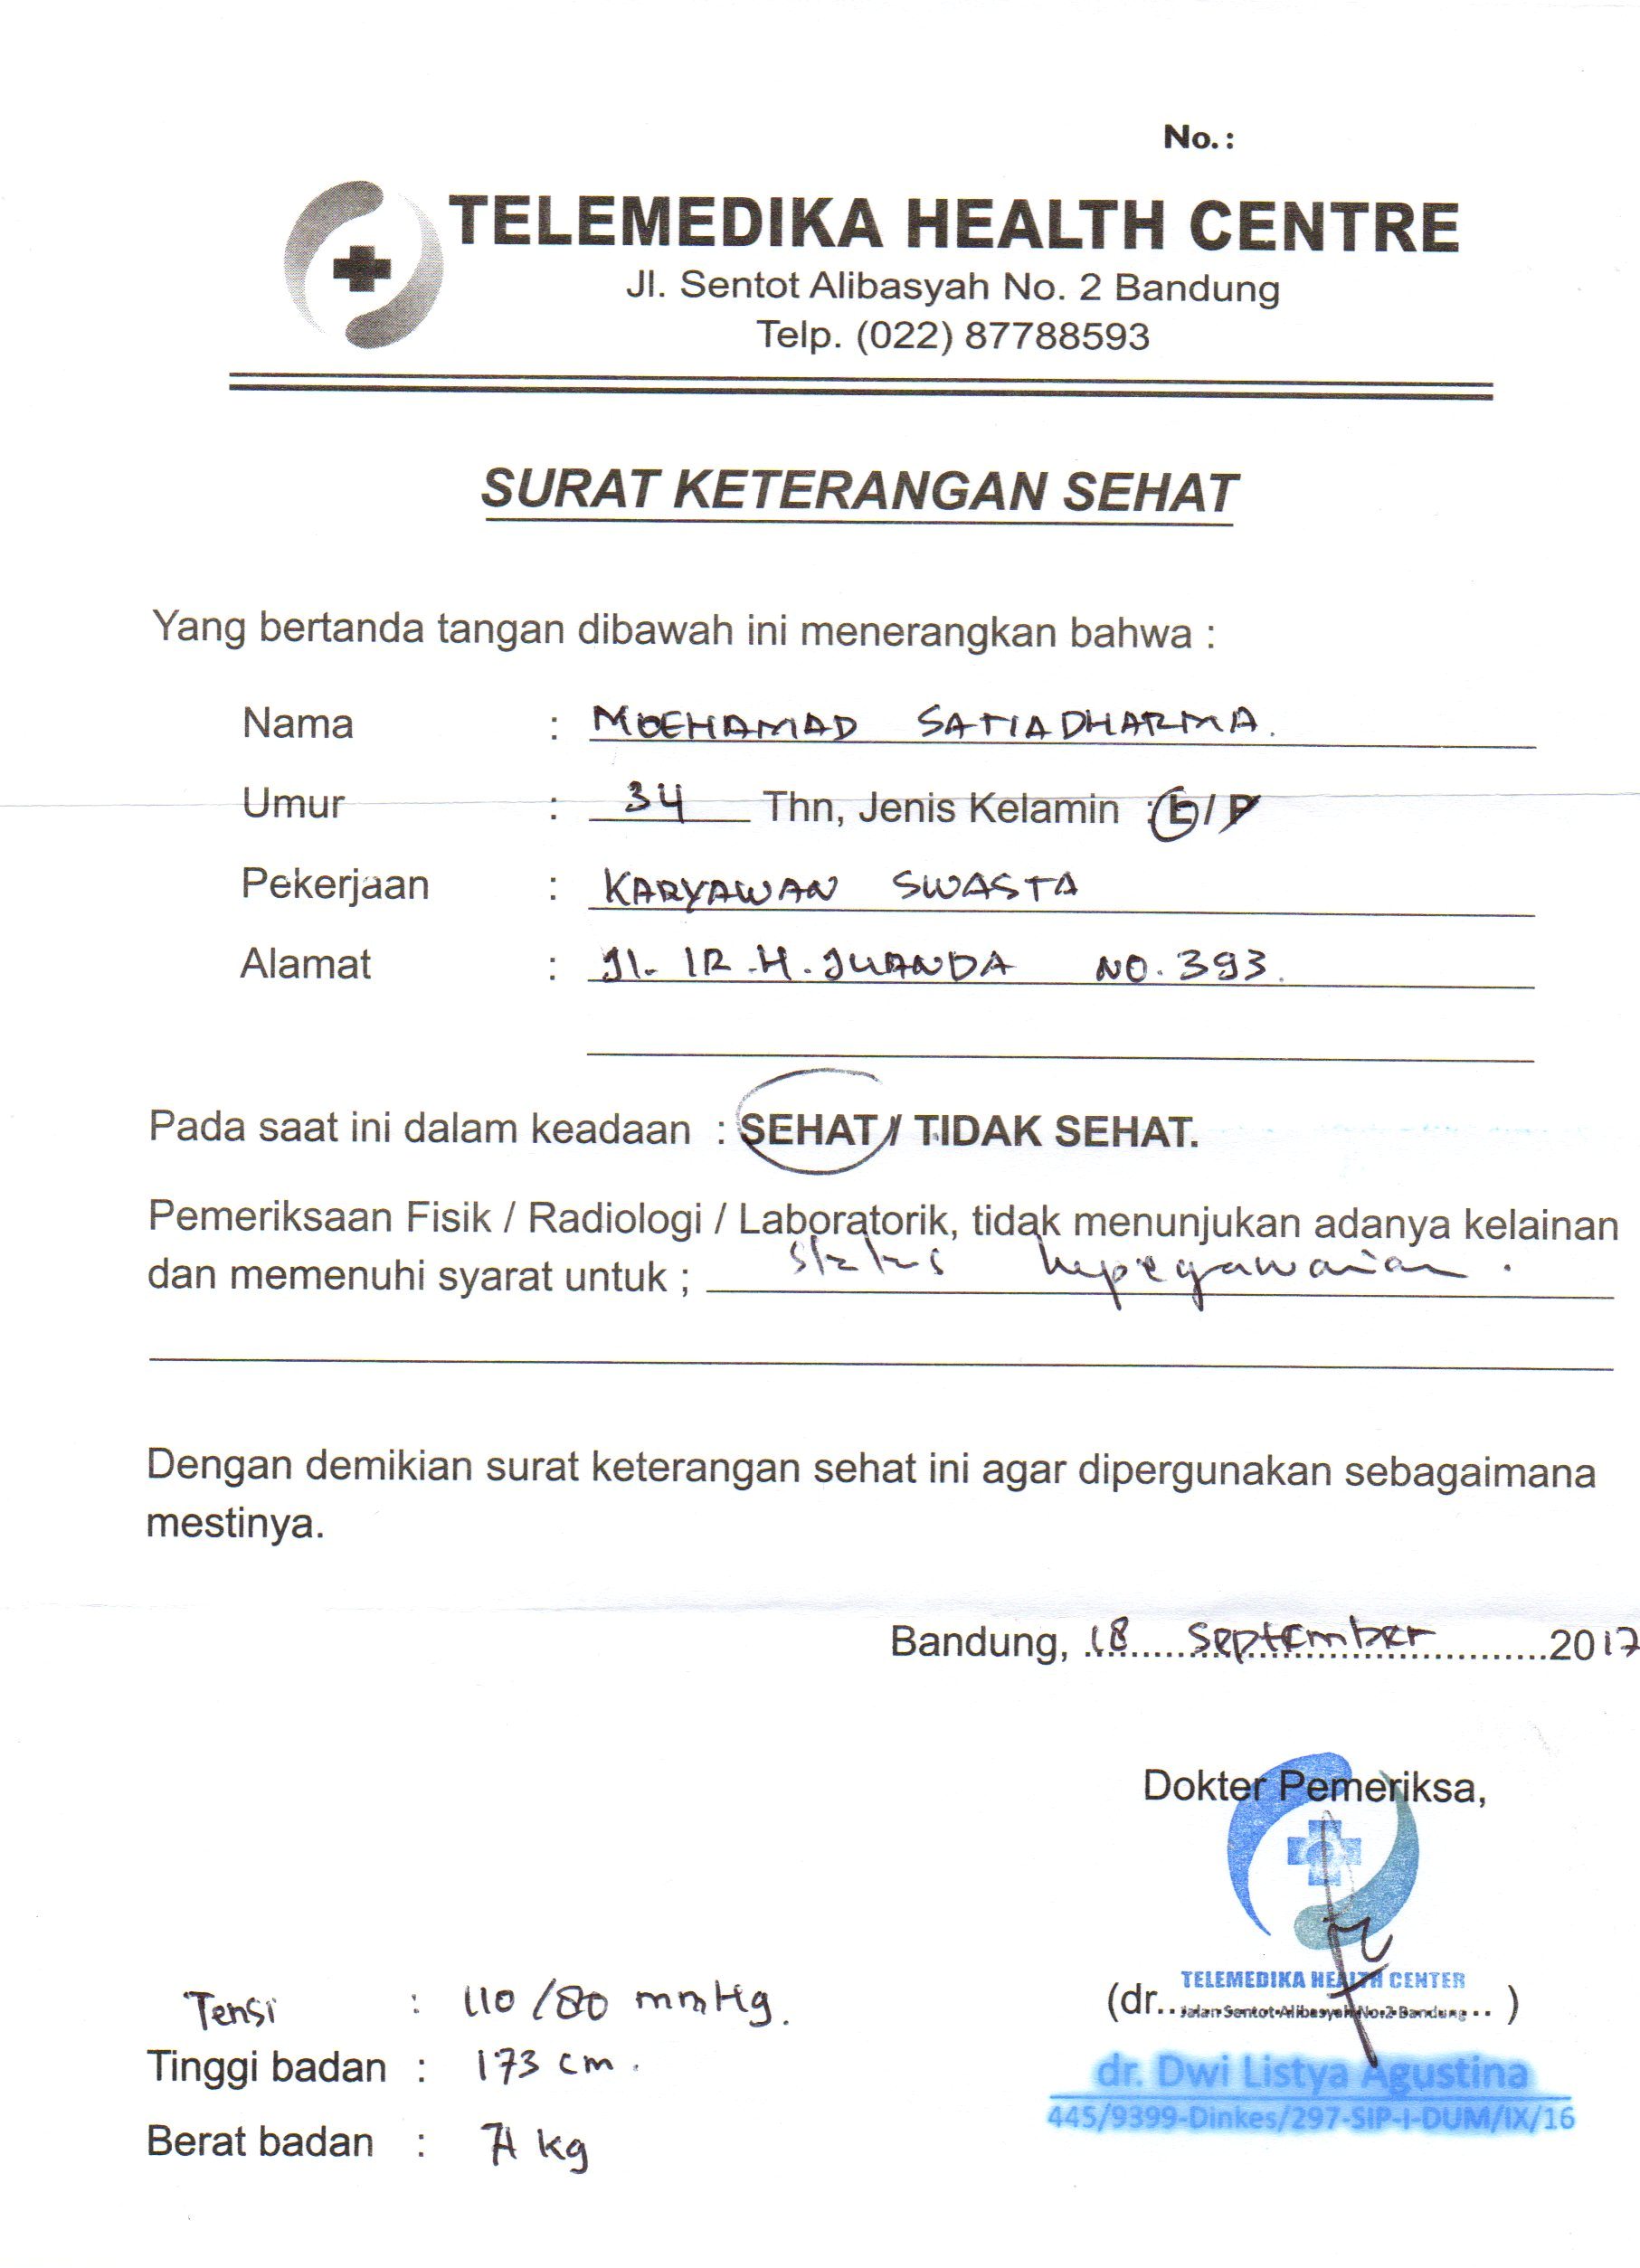 No. :
TELEMEDIKA HEALTH CENTRE
Jl. Sentot Alibasyah No. 2 Bandung
Telp. (022) 87788593
SURAT KETERANGAN SEHAT
Yang bertanda tangan dibawah ini menerangkan bahwa :
Nama : MOEHAMAD SATIADHARMA.
Umur : 34 Thn, Jenis Kelamin : L / P
Pekerjaan : KARYAWAN SWASTA
Alamat : Jl. IR.H.JUANDA NO.393.
Pada saat ini dalam keadaan : SEHAT / TIDAK SEHAT.
Pemeriksaan Fisik / Radiologi / Laboratorik, tidak menunjukan adanya kelainan
dan memenuhi syarat untuk ; status kepegawaian.
Dengan demikian surat keterangan sehat ini agar dipergunakan sebagaimana
mestinya.
Bandung, 18 September 2017
Dokter Pemeriksa,
TELEMEDIKA HEALTH CENTER
(dr. Jalan Sentot Alibasyah No.2 Bandung )
dr. Dwi Listya Agustina
445/9399-Dinkes/297-SIP-I-DUM/IX/16
Tensi : 110/80 mmHg.
Tinggi badan : 173 cm.
Berat badan : kg